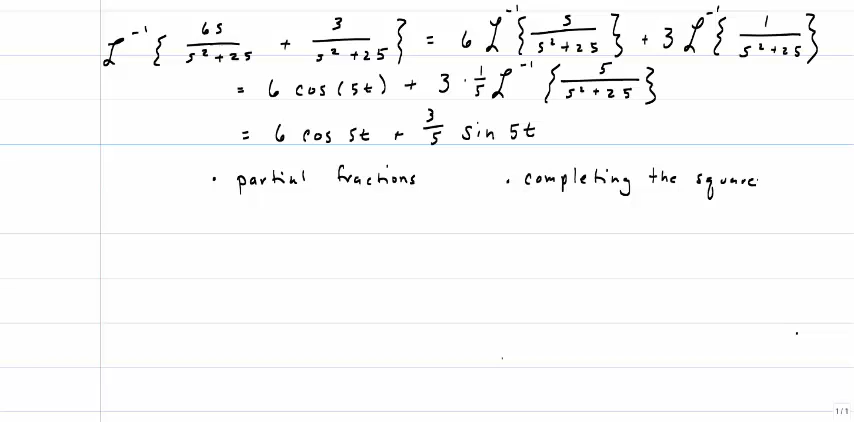 ℒ⁻¹ { 6s/(s²+25) + 3/(s²+25) } = 6 ℒ⁻¹ { s/(s²+25) } + 3 ℒ⁻¹ { 1/(s²+25) }
= 6 cos(5t) + 3 · 1/5 ℒ⁻¹ { 5/(s²+25) }
= 6 cos 5t + 3/5 sin 5t
· partial fractions · completing the square
1/1